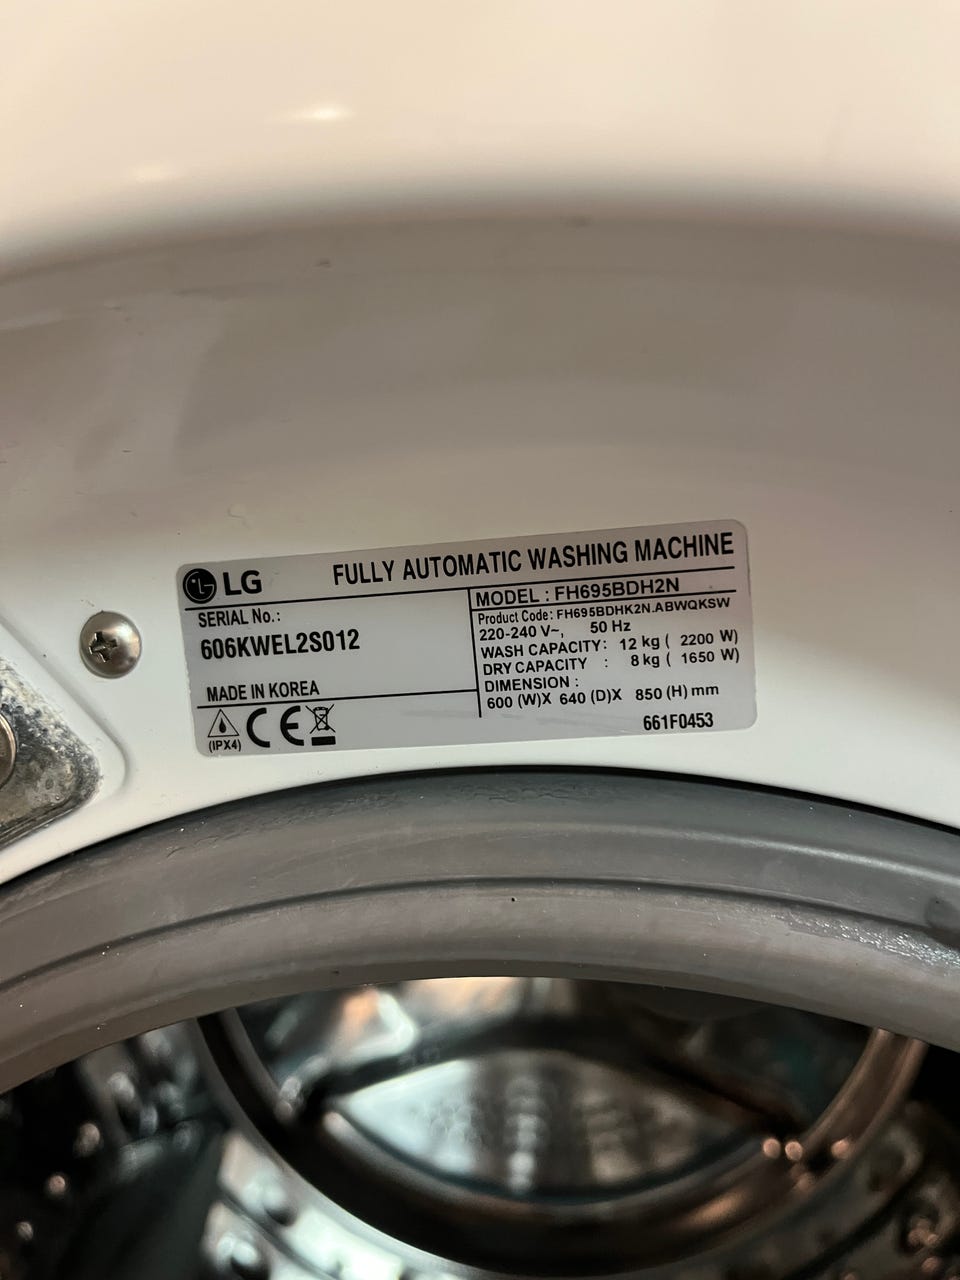 LG FULLY AUTOMATIC WASHING MACHINE
SERIAL No.:
606KWEL2S012
MADE IN KOREA
(IPX4) CE
MODEL : FH695BDH2N
Product Code: FH695BDHK2N.ABWQKSW
220-240 V~, 50 Hz
WASH CAPACITY: 12 kg ( 2200 W)
DRY CAPACITY : 8 kg ( 1650 W)
DIMENSION :
600 (W)X 640 (D)X 850 (H) mm
661F0453